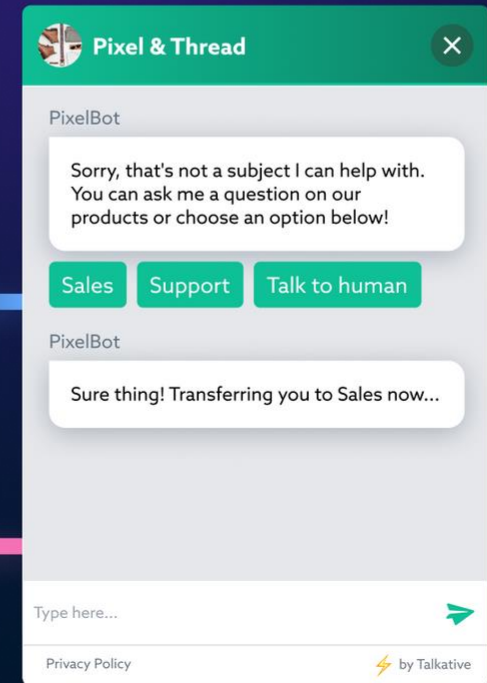 Pixel & Thread
PixelBot
Sorry, that's not a subject I can help with.
You can ask me a question on our
products or choose an option below!
Sales Support Talk to human
PixelBot
Sure thing! Transferring you to Sales now...
Type here...
Privacy Policy by Talkative